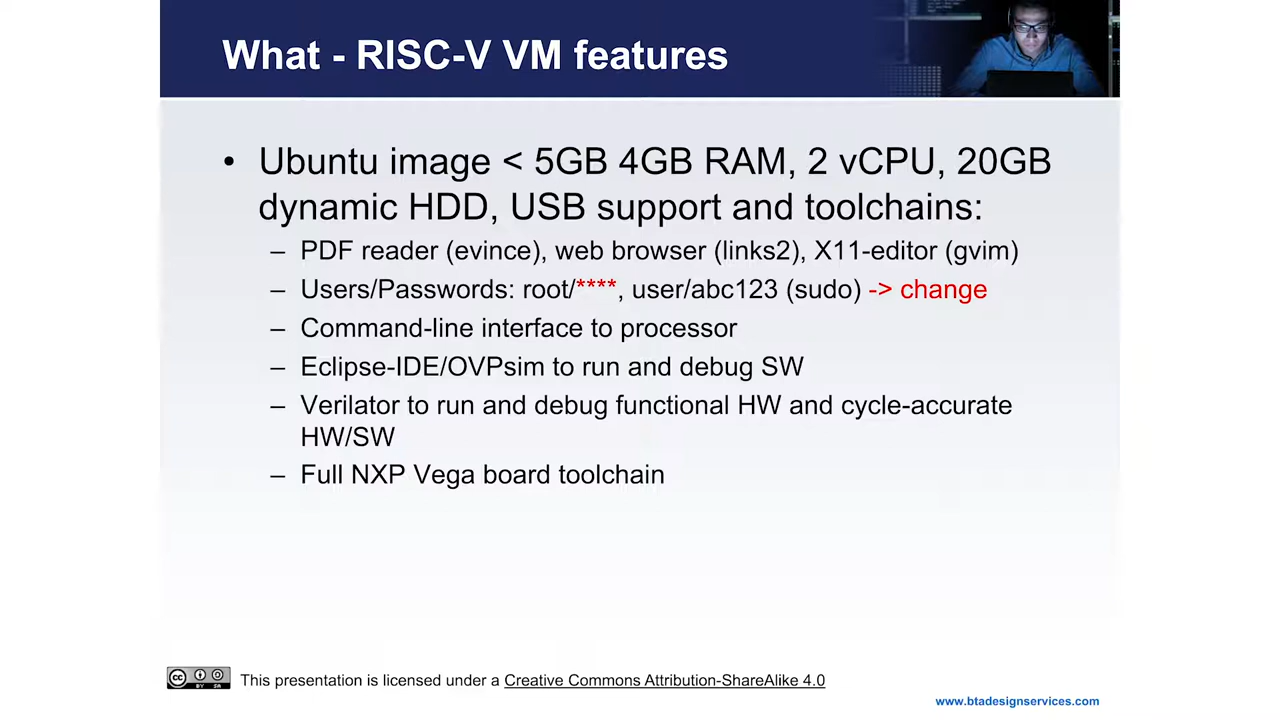 What - RISC-V VM features
• Ubuntu image < 5GB 4GB RAM, 2 vCPU, 20GB
dynamic HDD, USB support and toolchains:
– PDF reader (evince), web browser (links2), X11-editor (gvim)
– Users/Passwords: root/****, user/abc123 (sudo) -> change
– Command-line interface to processor
– Eclipse-IDE/OVPsim to run and debug SW
– Verilator to run and debug functional HW and cycle-accurate
HW/SW
– Full NXP Vega board toolchain
cc BY SA This presentation is licensed under a Creative Commons Attribution-ShareAlike 4.0
www.btadesignservices.com